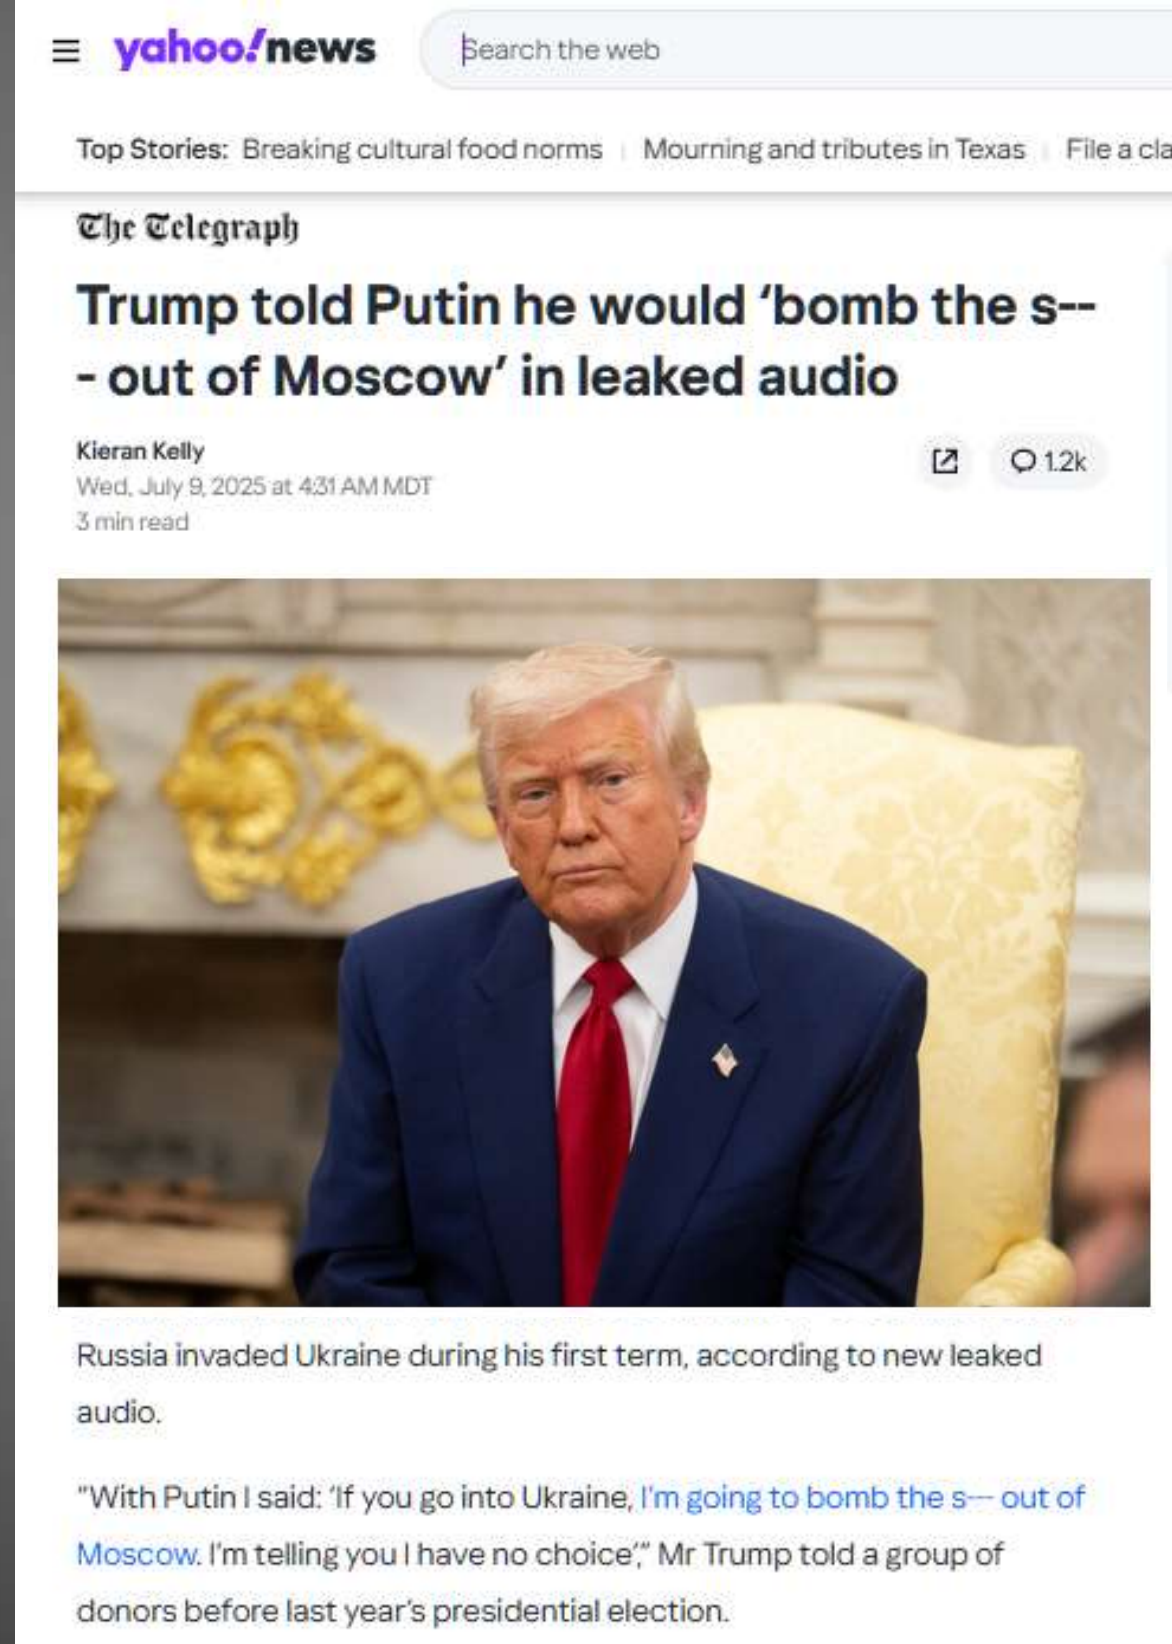 yahoo!news
Search the web
Top Stories: Breaking cultural food norms | Mourning and tributes in Texas | File a cla
The Telegraph
Trump told Putin he would ‘bomb the s--
- out of Moscow’ in leaked audio
Kieran Kelly
1.2k
Wed, July 9, 2025 at 4:31 AM MDT
3 min read
Russia invaded Ukraine during his first term, according to new leaked
audio.
“With Putin I said: ‘If you go into Ukraine, I’m going to bomb the s--- out of
Moscow. I’m telling you I have no choice’,” Mr Trump told a group of
donors before last year’s presidential election.